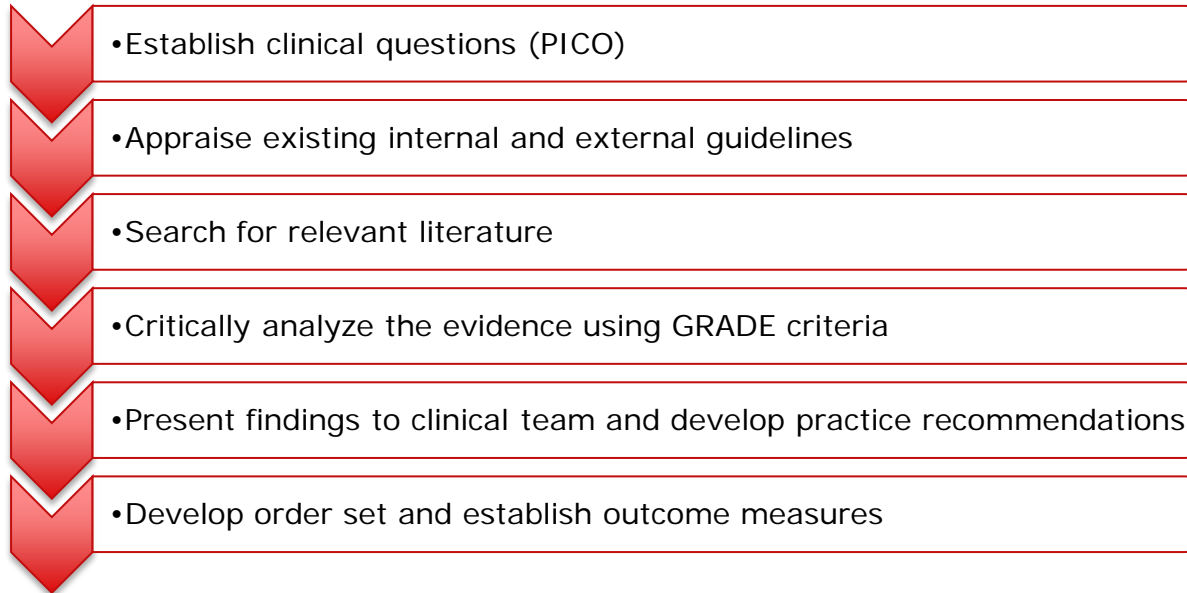 •Establish clinical questions (PICO)
•Appraise existing internal and external guidelines
•Search for relevant literature
•Critically analyze the evidence using GRADE criteria
•Present findings to clinical team and develop practice recommendations
•Develop order set and establish outcome measures